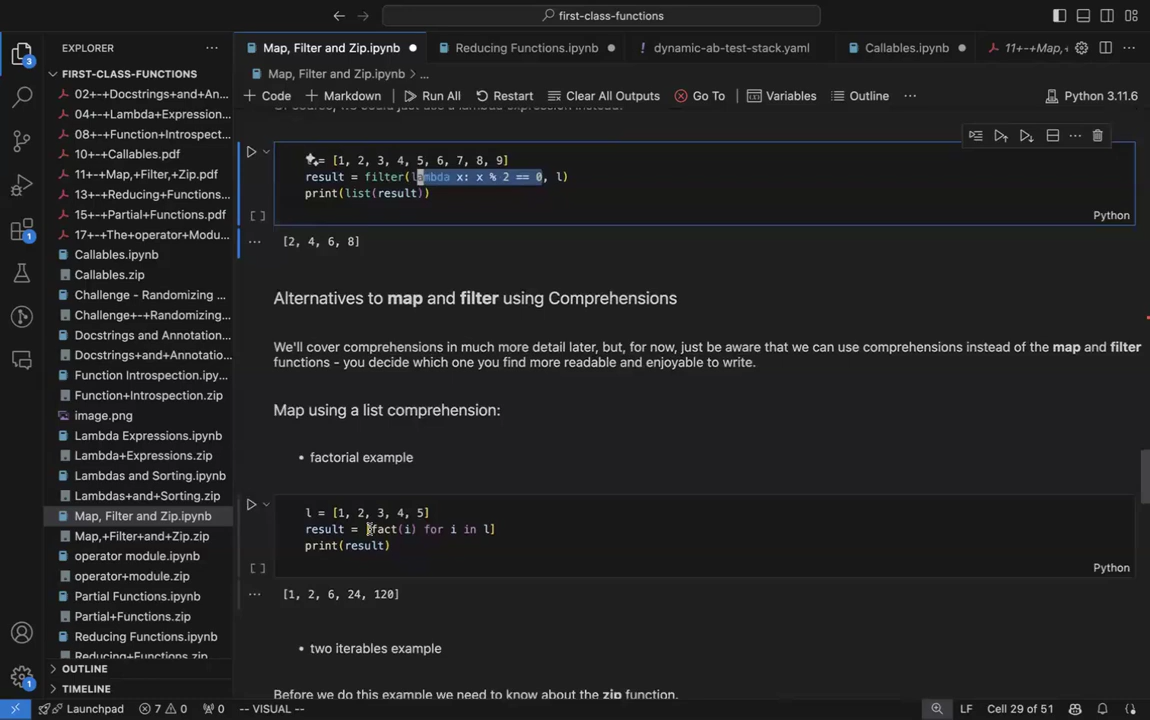 first-class-functions
EXPLORER
Map, Filter and Zip.ipynb
Reducing Functions.ipynb
dynamic-ab-test-stack.yaml
Callables.ipynb
11+-+Map,
FIRST-CLASS-FUNCTIONS
Map, Filter and Zip.ipynb > ...
+ Code + Markdown Run All Restart Clear All Outputs Go To Variables Outline ... Python 3.11.6
02+-+Docstrings+and+An...
04+-+Lambda+Expression...
08+-+Function+Introspect...
10+-+Callables.pdf
11+-+Map,+Filter,+Zip.pdf
13+-+Reducing+Functions...
15+-+Partial+Functions.pdf
17+-+The+operator+Modu...
Callables.ipynb
Callables.zip
Challenge - Randomizing ...
Challenge+-+Randomizing...
Docstrings and Annotation...
Docstrings+and+Annotatio...
Function Introspection.ipy...
Function+Introspection.zip
image.png
Lambda Expressions.ipynb
Lambda+Expressions.zip
Lambdas and Sorting.ipynb
Lambdas+and+Sorting.zip
Map, Filter and Zip.ipynb
Map,+Filter+and+Zip.zip
operator module.ipynb
operator+module.zip
Partial Functions.ipynb
Partial+Functions.zip
Reducing Functions.ipynb
Reducing+Functions.zip
OUTLINE
TIMELINE
= [1, 2, 3, 4, 5, 6, 7, 8, 9]
result = filter(lambda x: x % 2 == 0, l)
print(list(result))
[ ]
Python
[2, 4, 6, 8]
Alternatives to map and filter using Comprehensions
We'll cover comprehensions in much more detail later, but, for now, just be aware that we can use comprehensions instead of the map and filter
functions - you decide which one you find more readable and enjoyable to write.
Map using a list comprehension:
• factorial example
l = [1, 2, 3, 4, 5]
result = [fact(i) for i in l]
print(result)
[ ]
Python
[1, 2, 6, 24, 120]
• two iterables example
Before we do this example we need to know about the zip function.
3
1
1
Launchpad 7 0 0 -- VISUAL -- LF Cell 29 of 51